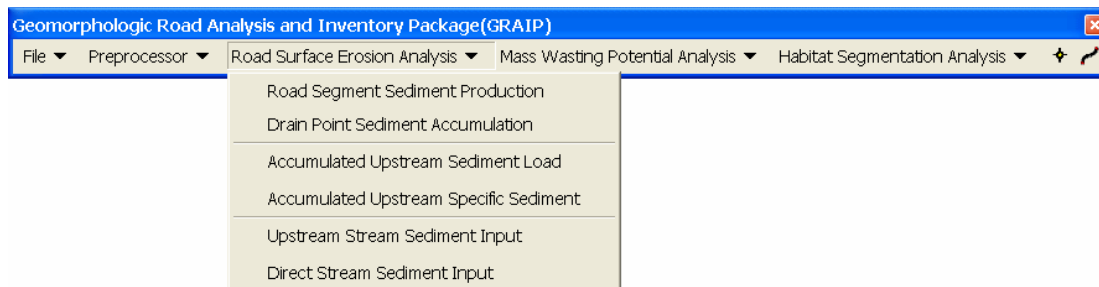 Geomorphologic Road Analysis and Inventory Package(GRAIP)
File Preprocessor Road Surface Erosion Analysis Mass Wasting Potential Analysis Habitat Segmentation Analysis
Road Segment Sediment Production
Drain Point Sediment Accumulation
Accumulated Upstream Sediment Load
Accumulated Upstream Specific Sediment
Upstream Stream Sediment Input
Direct Stream Sediment Input